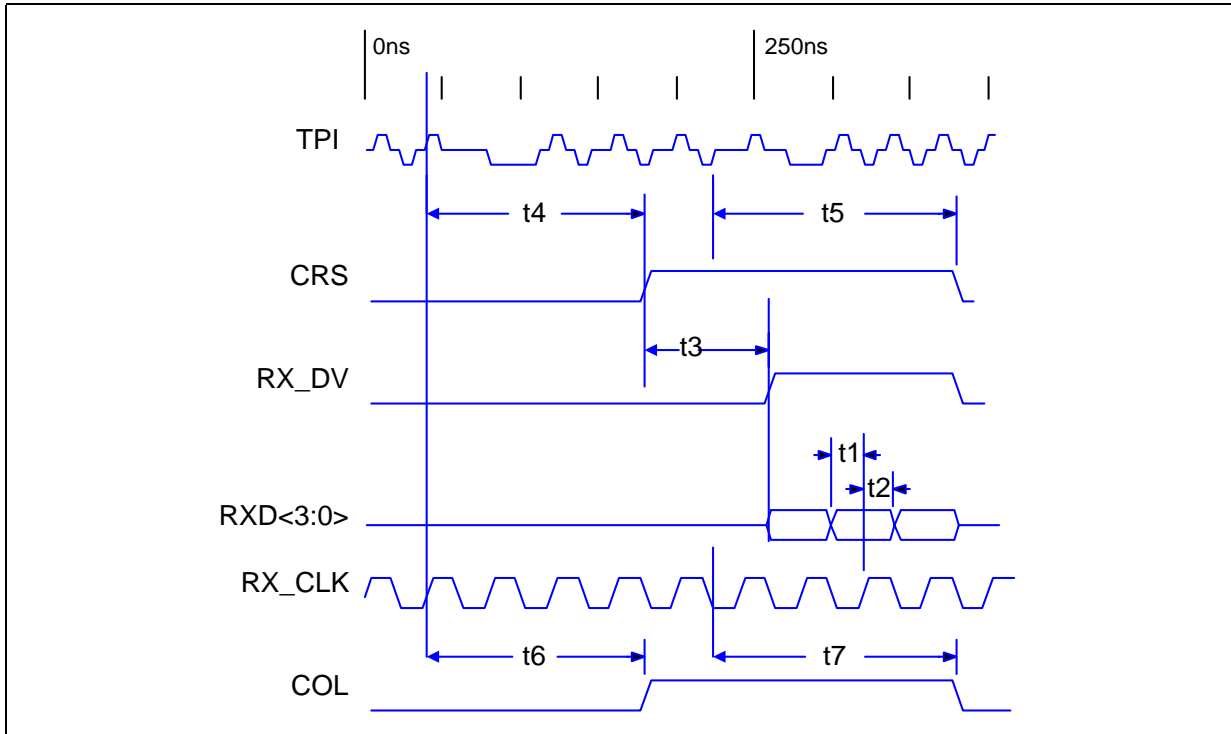 0ns 250ns
TPI
t4 t5
CRS
t3
RX_DV
t1
t2
RXD<3:0>
RX_CLK
t6 t7
COL